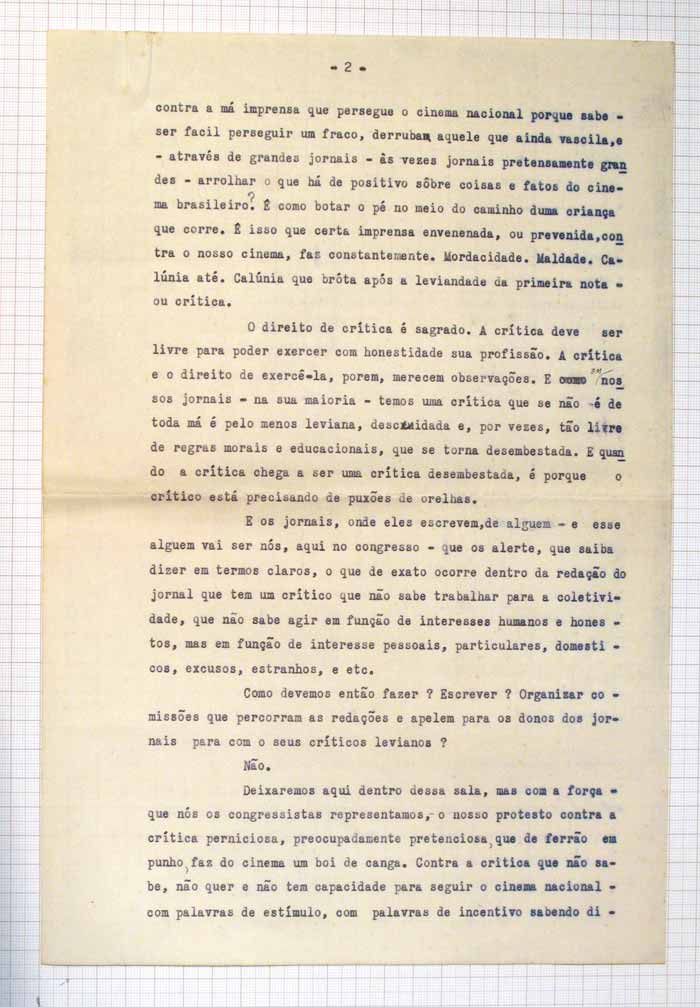 - 2 -
contra a má imprensa que persegue o cinema nacional porque sabe -
ser facil perseguir um fraco, derrubam aquele que ainda vascila,e
- através de grandes jornais - às vezes jornais pretensamente gran
des - arrolhar o que há de positivo sôbre coisas e fatos do cine-
ma brasileiro? É como botar o pé no meio do caminho duma criança
que corre. É isso que certa imprensa envenenada, ou prevenida,con
tra o nosso cinema, faz constantemente. Mordacidade. Maldade. Ca-
lúnia até. Calúnia que bróta após a leviandade da primeira nota -
ou crítica.
O direito de crítica é sagrado. A crítica deve ser
livre para poder exercer com honestidade sua profissão. A crítica
e o direito de exercê-la, porem, merecem observações. E em nos
sos jornais - na sua maioria - temos uma crítica que se não é de
toda má é pelo menos leviana, descuidada e, por vezes, tão livre
de regras morais e educacionais, que se torna desembestada. E quan
do a crítica chega a ser uma crítica desembestada, é porque o
crítico está precisando de puxões de orelhas.
E os jornais, onde eles escrevem,de alguem - e esse
alguem vai ser nós, aqui no congresso - que os alerte, que saiba
dizer em termos claros, o que de exato ocorre dentro da redação do
jornal que tem um crítico que não sabe trabalhar para a coletivi-
dade, que não sabe agir em função de interesses humanos e hones -
tos, mas em função de interesse pessoais, particulares, domesti -
cos, excusos, estranhos, e etc.
Como devemos então fazer ? Escrever ? Organizar co -
missões que percorram as redações e apelem para os donos dos jor-
nais para com o seus críticos levianos ?
Não.
Deixaremos aqui dentro dessa sala, mas com a força -
que nós os congressistas representamos, o nosso protesto contra a
crítica perniciosa, preocupadamente pretenciosa, que de ferrão em
punho, faz do cinema um boi de canga. Contra a critica que não sa-
be, não quer e não tem capacidade para seguir o cinema nacional -
com palavras de estímulo, com palavras de incentivo sabendo di -